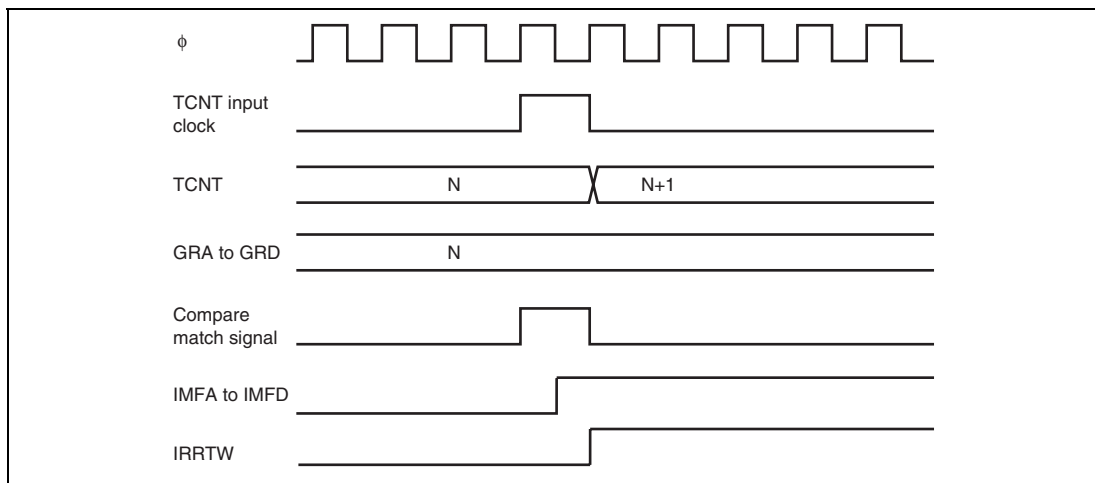 ϕ
TCNT input
clock
TCNT
N
N+1
GRA to GRD
N
Compare
match signal
IMFA to IMFD
IRRTW